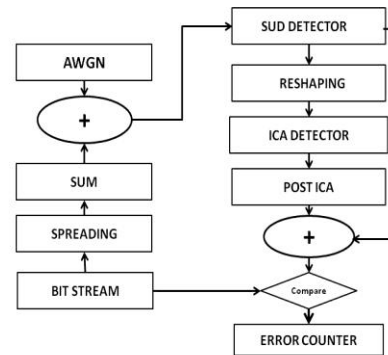 SUD DETECTOR
AWGN
RESHAPING
+
ICA DETECTOR
SUM
POST ICA
SPREADING
+
BIT STREAM
Compare
ERROR COUNTER